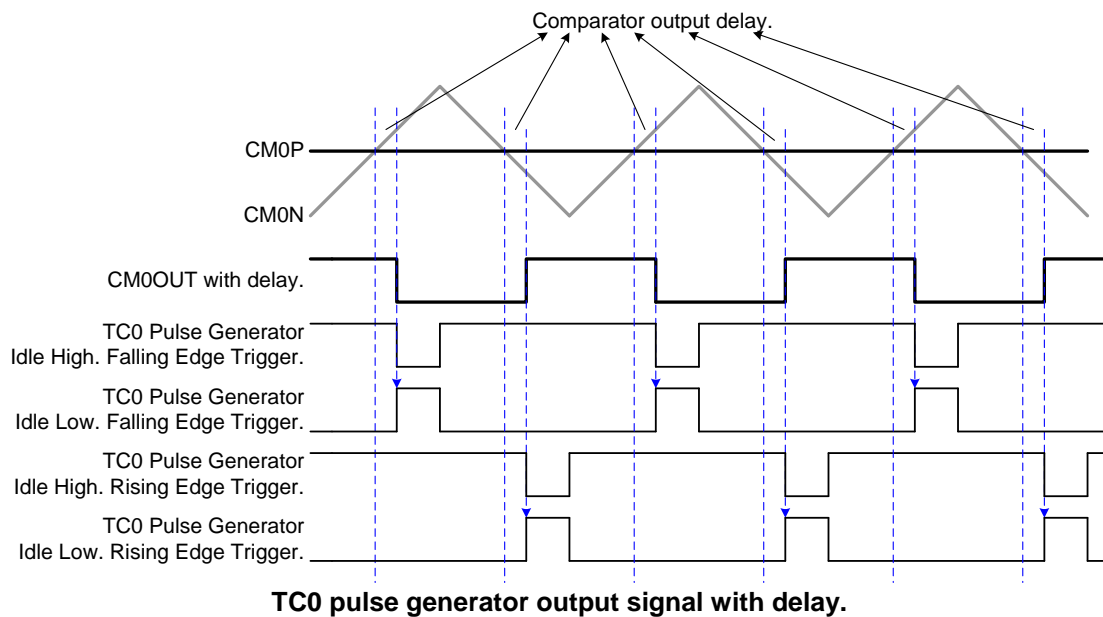 Comparator output delay.
CM0P
CM0N
CM0OUT with delay.
TC0 Pulse Generator
Idle High. Falling Edge Trigger.
TC0 Pulse Generator
Idle Low. Falling Edge Trigger.
TC0 Pulse Generator
Idle High. Rising Edge Trigger.
TC0 Pulse Generator
Idle Low. Rising Edge Trigger.
TC0 pulse generator output signal with delay.